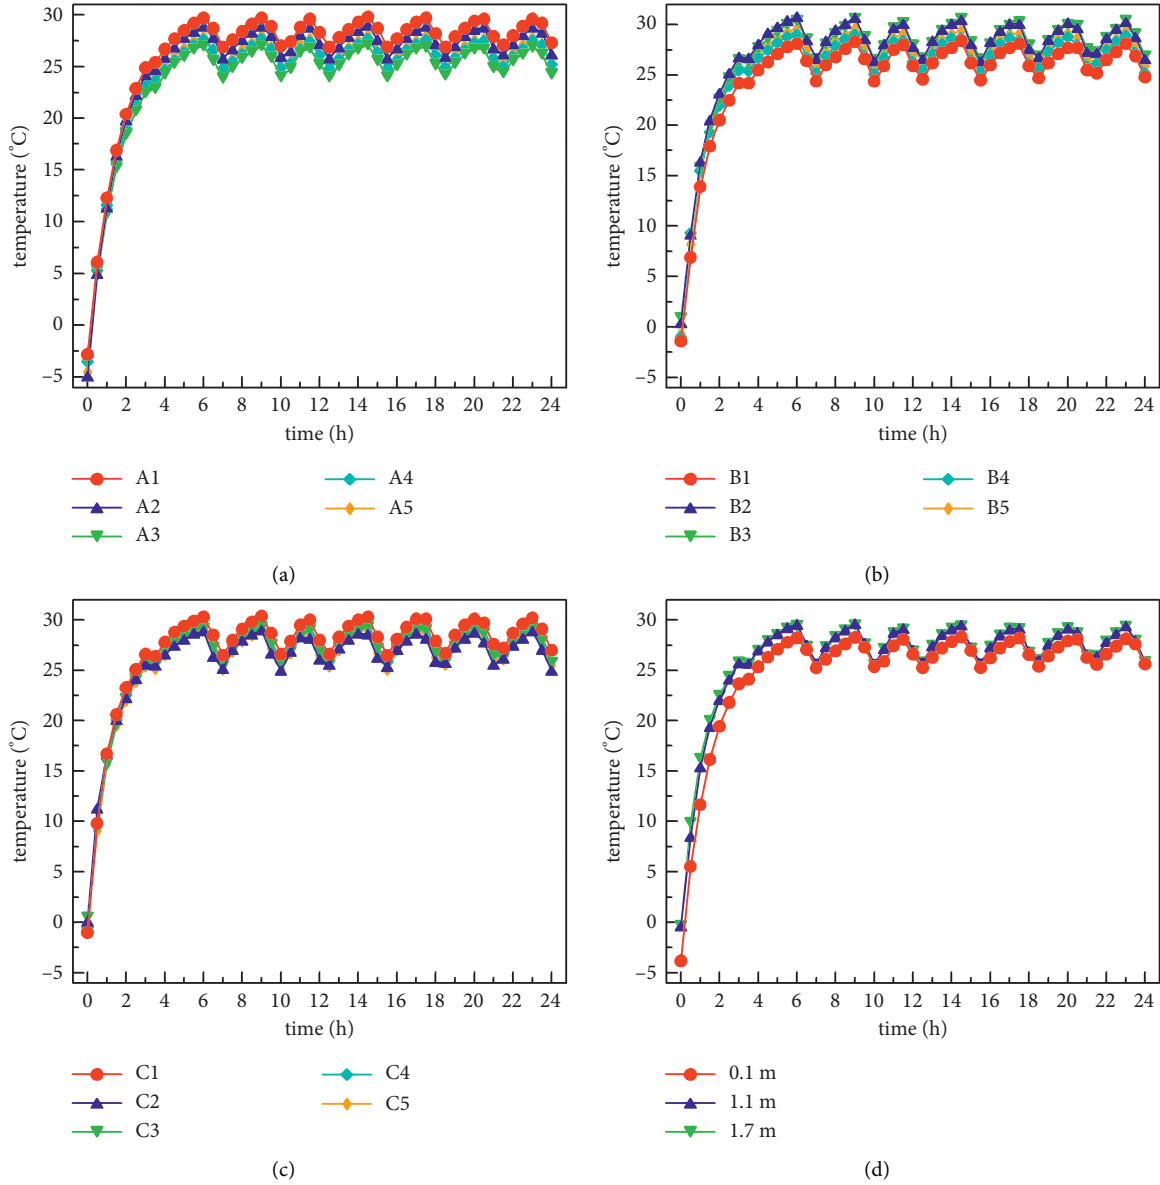 30
25
20
15
10
5
0
–5
temperature (˚C)
0 2 4 6 8 10 12 14 16 18 20 22 24
time (h)
A1
A2
A3
A4
A5
(a)
30
25
20
15
10
5
0
–5
temperature (˚C)
0 2 4 6 8 10 12 14 16 18 20 22 24
time (h)
B1
B2
B3
B4
B5
(b)
30
25
20
15
10
5
0
–5
temperature (˚C)
0 2 4 6 8 10 12 14 16 18 20 22 24
time (h)
C1
C2
C3
C4
C5
(c)
30
25
20
15
10
5
0
–5
temperature (˚C)
0 2 4 6 8 10 12 14 16 18 20 22 24
time (h)
0.1 m
1.1 m
1.7 m
(d)